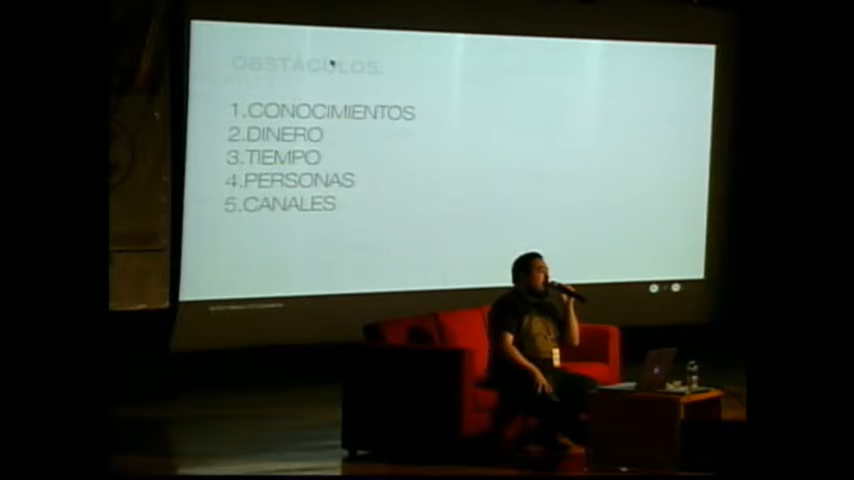 OBSTÁCULOS.
1.CONOCIMIENTOS
2.DINERO
3.TIEMPO
4.PERSONAS
5.CANALES